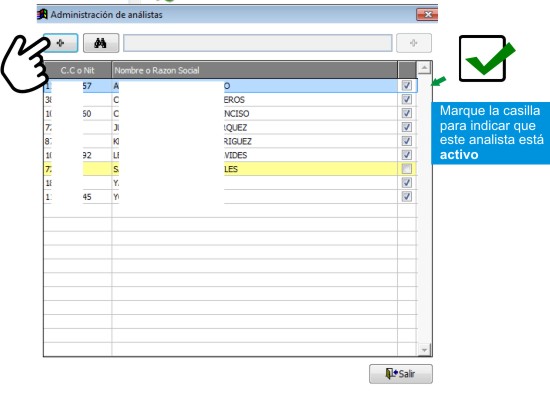 Administración de análistas
C.C o Nit Nombre o Razon Social
1 57 A O
3 C EROS
1 50 C NCISO
7 J QUEZ
8 K RIGUEZ
1 92 L VIDES
7 S LES
1 Y
1 45 Y
Marque la casilla
para indicar que
este analista está
activo
Salir